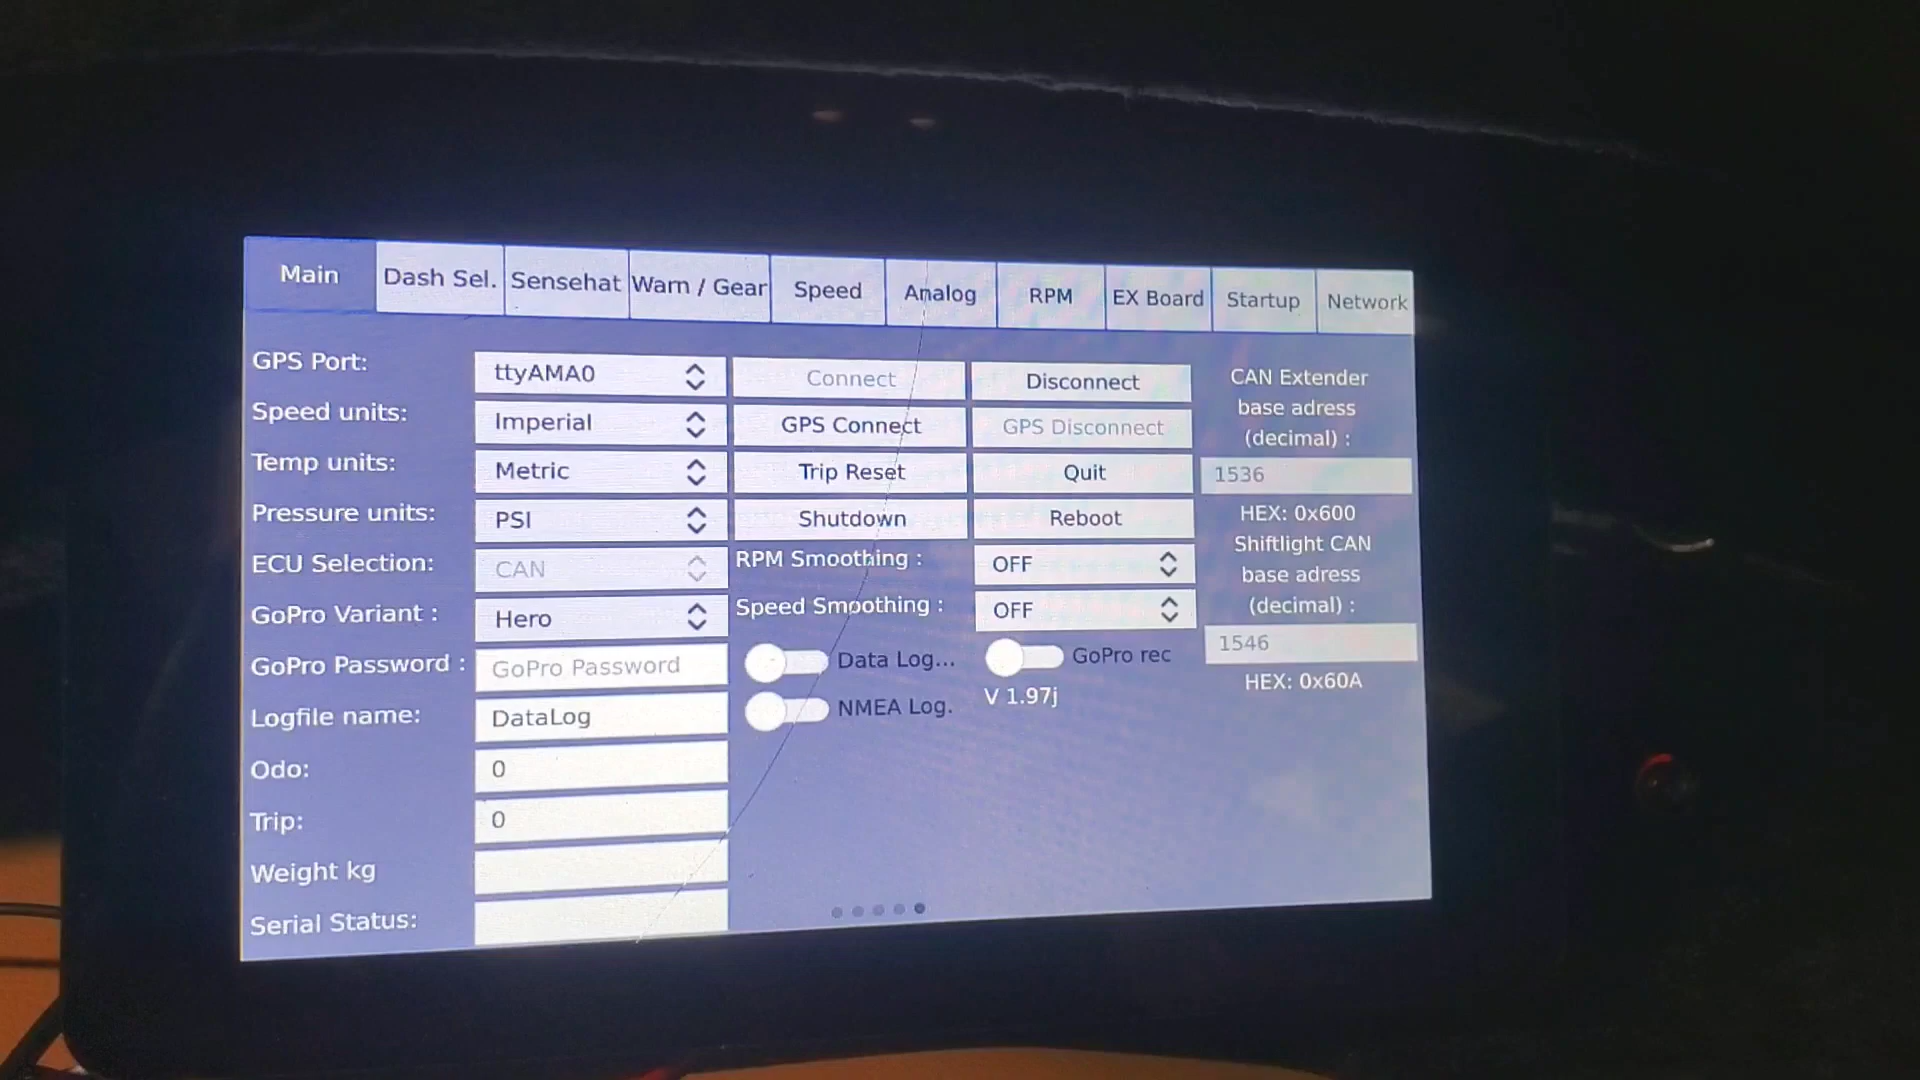 Main Dash Sel. Sensehat Warn / Gear Speed Analog RPM EX Board Startup Network
GPS Port: ttyAMA0 Connect Disconnect
Speed units: Imperial GPS Connect GPS Disconnect
Temp units: Metric Trip Reset Quit
Pressure units: PSI Shutdown Reboot
ECU Selection: CAN RPM Smoothing : OFF
GoPro Variant : Hero Speed Smoothing : OFF
GoPro Password : GoPro Password Data Log... GoPro rec
Logfile name: DataLog NMEA Log. V 1.97j
Odo: 0
Trip: 0
Weight kg
Serial Status:
CAN Extender
base adress
(decimal) :
1536
HEX: 0x600
Shiftlight CAN
base adress
(decimal) :
1546
HEX: 0x60A